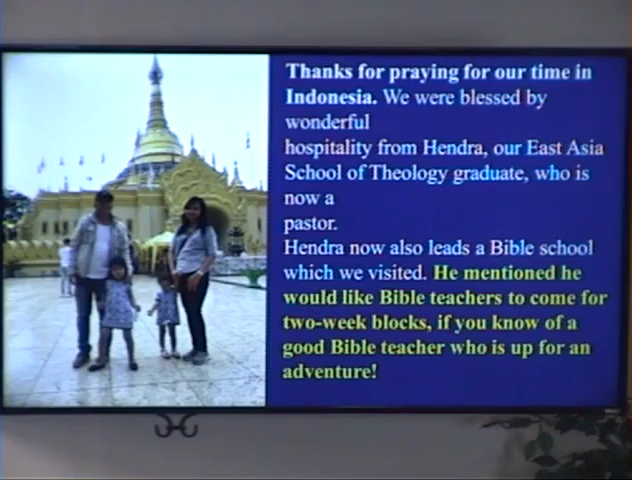 Thanks for praying for our time in
Indonesia. We were blessed by
wonderful
hospitality from Hendra, our East Asia
School of Theology graduate, who is
now a
pastor.
Hendra now also leads a Bible school
which we visited. He mentioned he
would like Bible teachers to come for
two-week blocks, if you know of a
good Bible teacher who is up for an
adventure!